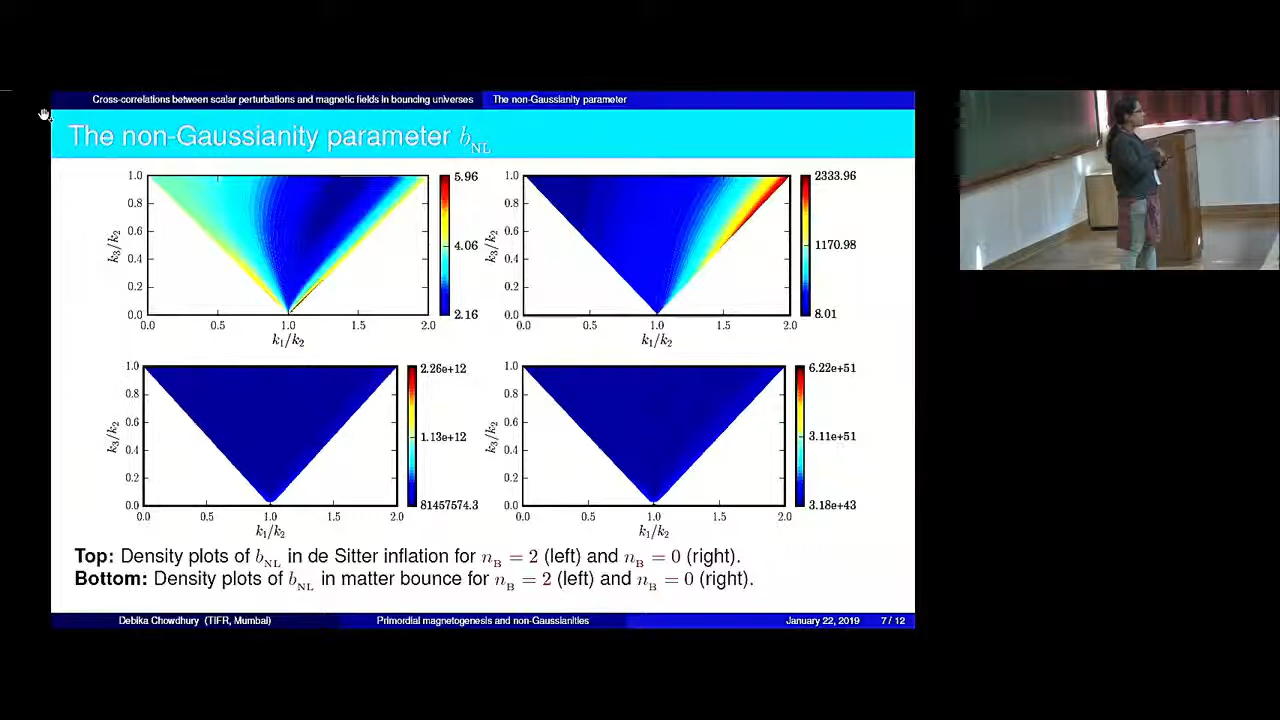 Cross-correlations between scalar perturbations and magnetic fields in bouncing universes The non-Gaussianity parameter
The non-Gaussianity parameter b_NL
1.0 0.8 0.6 0.4 0.2 0.0
k₃/k₂
0.0 0.5 1.0 1.5 2.0
k₁/k₂
5.96
4.06
2.16
1.0 0.8 0.6 0.4 0.2 0.0
k₃/k₂
0.0 0.5 1.0 1.5 2.0
k₁/k₂
2333.96
1170.98
8.01
1.0 0.8 0.6 0.4 0.2 0.0
k₃/k₂
0.0 0.5 1.0 1.5 2.0
k₁/k₂
2.26e+12
1.13e+12
81457574.3
1.0 0.8 0.6 0.4 0.2 0.0
k₃/k₂
0.0 0.5 1.0 1.5 2.0
k₁/k₂
6.22e+51
3.11e+51
3.18e+43
Top: Density plots of b_NL in de Sitter inflation for n_B = 2 (left) and n_B = 0 (right).
Bottom: Density plots of b_NL in matter bounce for n_B = 2 (left) and n_B = 0 (right).
Debika Chowdhury (TIFR, Mumbai) Primordial magnetogenesis and non-Gaussianities January 22, 2019 7 / 12